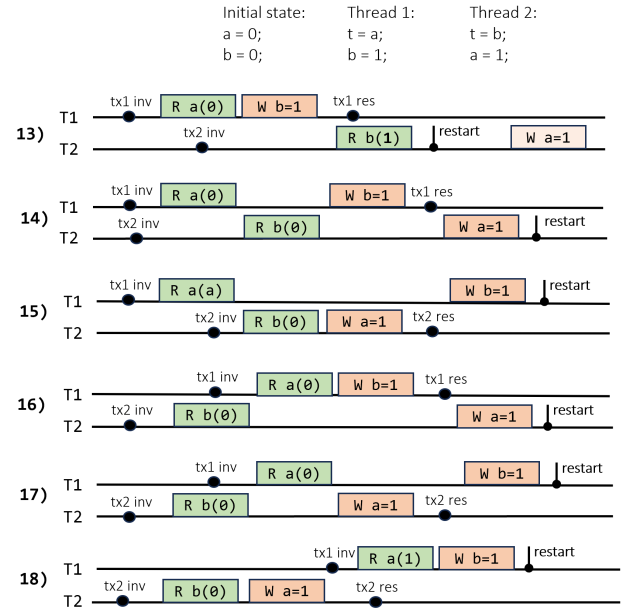 Initial state: Thread 1: Thread 2:
a = 0; t = a; t = b;
b = 0; b = 1; a = 1;
tx1 inv R a(0) W b=1 tx1 res
T1
13)
tx2 inv R b(1) restart W a=1
T2
tx1 inv R a(0) W b=1 tx1 res
T1
14)
tx2 inv R b(0) W a=1 restart
T2
tx1 inv R a(a) W b=1 restart
T1
15)
tx2 inv R b(0) W a=1 tx2 res
T2
tx1 inv R a(0) W b=1 tx1 res
T1
16)
tx2 inv R b(0) W a=1 restart
T2
tx1 inv R a(0) W b=1 restart
T1
17)
tx2 inv R b(0) W a=1 tx2 res
T2
tx1 inv R a(1) W b=1 restart
T1
18)
tx2 inv R b(0) W a=1 tx2 res
T2